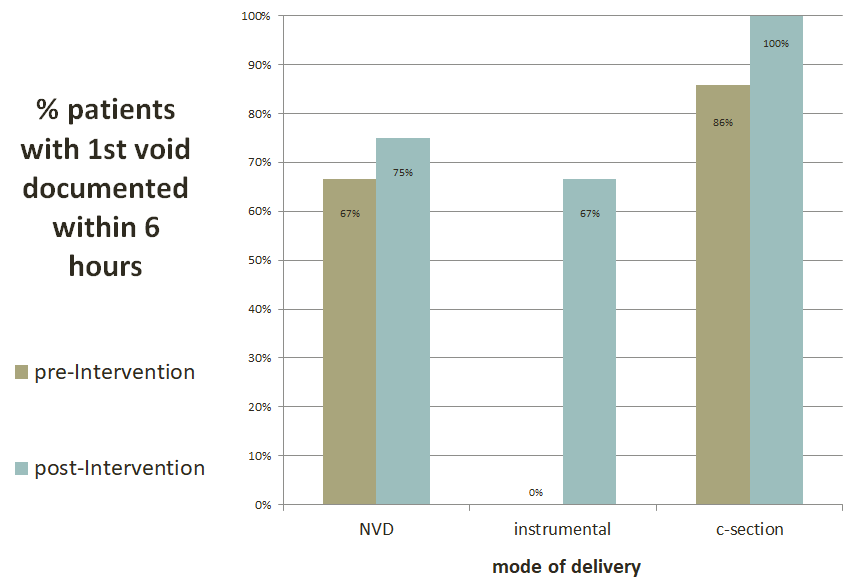 % patients
with 1st void
documented
within 6
hours
pre-Intervention
post-Intervention
100%
90%
80%
70%
60%
50%
40%
30%
20%
10%
0%
67%
75%
0%
67%
86%
100%
NVD
instrumental
c-section
mode of delivery